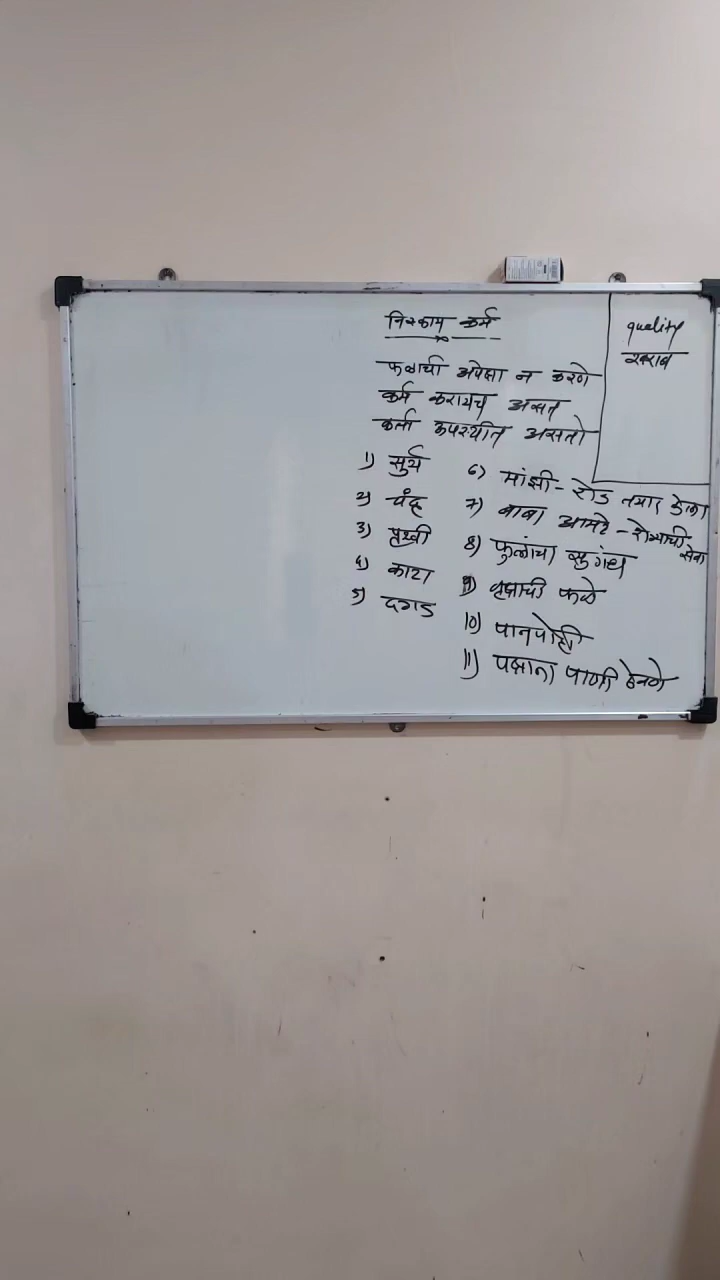 निश्काम कर्म
फळाची अपेक्षा न करणे
कर्म करायच असत
कर्ता उपस्थीत असतो
1) सुर्य
2) चंद्र
3) पृथ्वी
4) काटा
5) दगड
6) मांझी - रोड तयार केला
7) बाबा आमटे - रोग्याची सेवा
8) फुलांचा सुगंध
9) वृक्षाची फळे
10) पानपोही
11) पक्षाना पाणी ठेवणे
quality
खराब